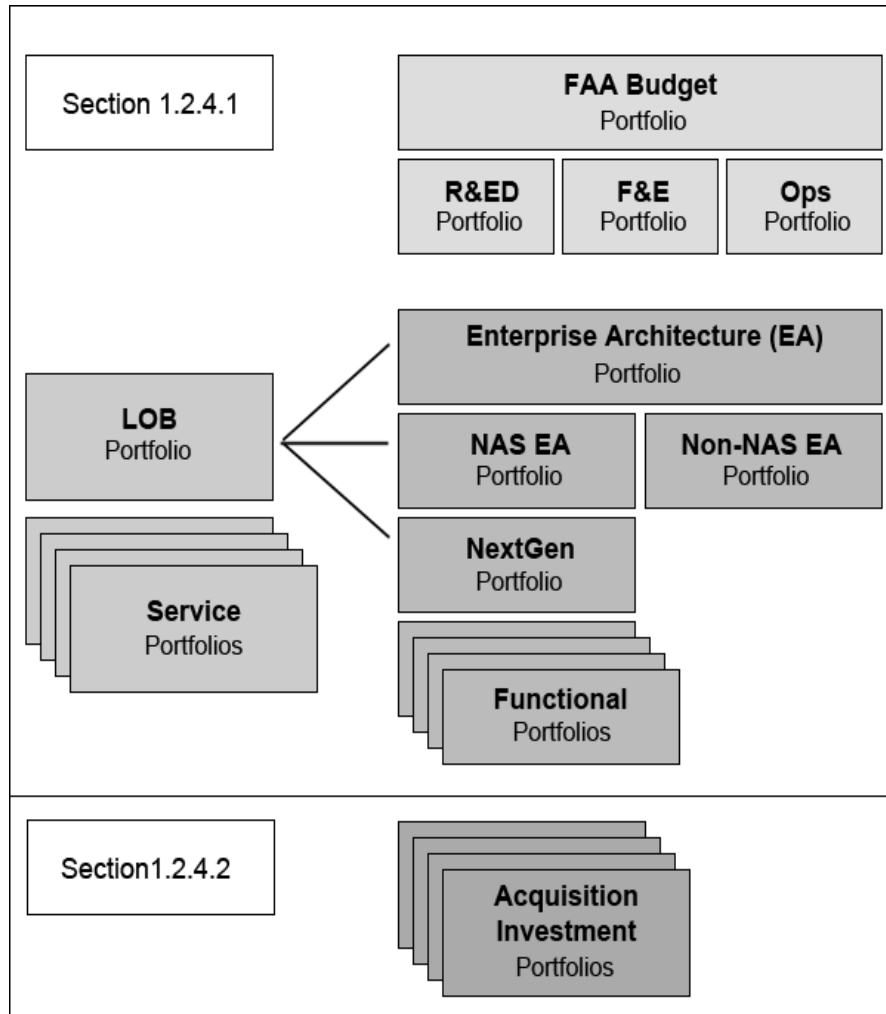 Section 1.2.4.1
FAA Budget
Portfolio
R&ED
Portfolio
F&E
Portfolio
Ops
Portfolio
Enterprise Architecture (EA)
Portfolio
LOB
Portfolio
NAS EA
Portfolio
Non-NAS EA
Portfolio
NextGen
Portfolio
Service
Portfolios
Functional
Portfolios
Section1.2.4.2
Acquisition
Investment
Portfolios